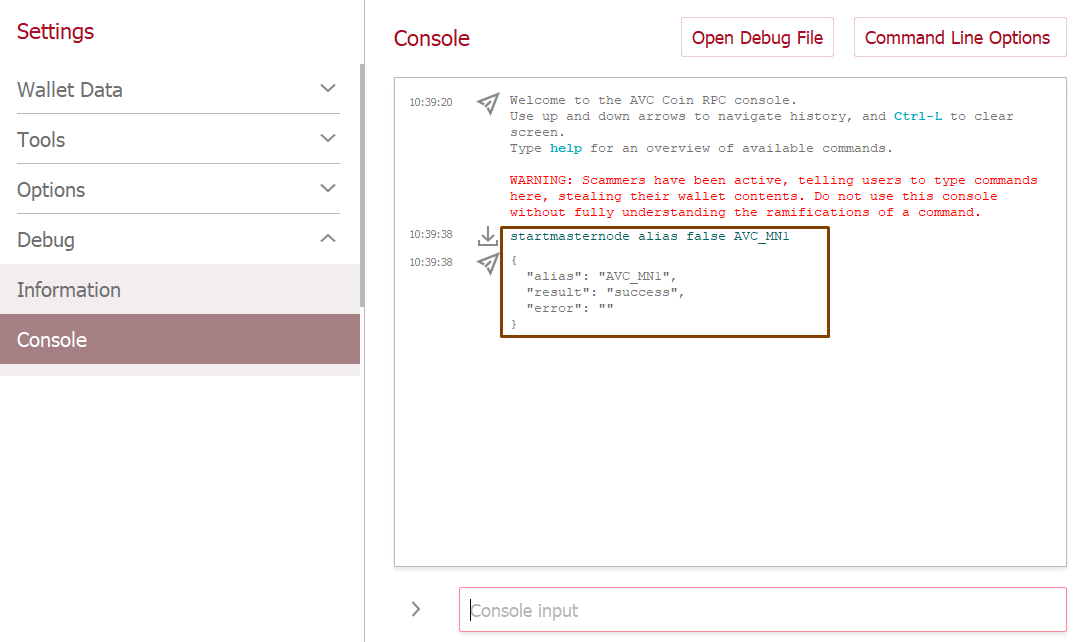 Settings
Wallet Data
Tools
Options
Debug
Information
Console
Console
Open Debug File
Command Line Options
10:39:20
Welcome to the AVC Coin RPC console.
Use up and down arrows to navigate history, and Ctrl-L to clear
screen.
Type help for an overview of available commands.
WARNING: Scammers have been active, telling users to type commands
here, stealing their wallet contents. Do not use this console
without fully understanding the ramifications of a command.
10:39:38
startmasternode alias false AVC_MN1
10:39:38
{
"alias": "AVC_MN1",
"result": "success",
"error": ""
}
Console input